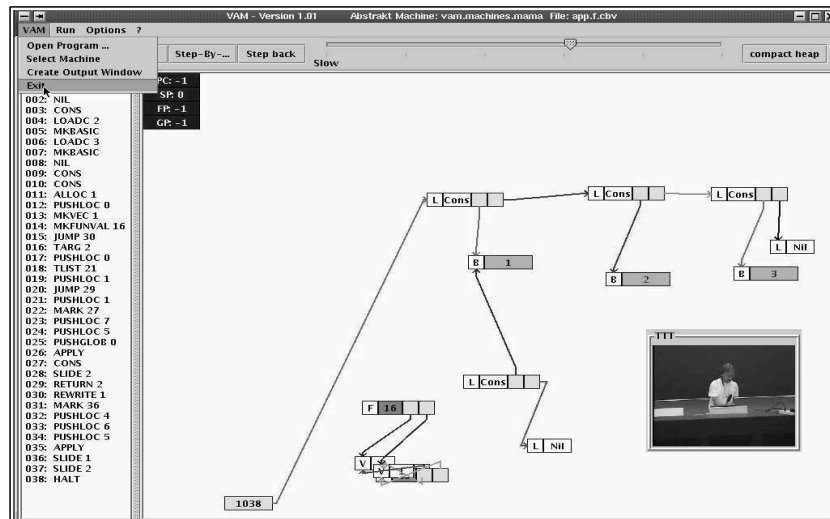 VAM - Version 1.01 Abstrakt Machine: vam.machines.mama File: app.f.cbv
VAM Run Options ?
Open Program ...
Select Machine
Create Output Window
Exit
Step-By-... Step back
Slow
compact heap
PC: -1
SP: 0
FP: -1
GP: -1
002: NIL
003: CONS
004: LOADC 2
005: MKBASIC
006: LOADC 3
007: MKBASIC
008: NIL
009: CONS
010: CONS
011: ALLOC 1
012: PUSHLOC 0
013: MKVEC 1
014: MKFUNVAL 16
015: JUMP 30
016: TARG 2
017: PUSHLOC 0
018: TLIST 21
019: PUSHLOC 1
020: JUMP 29
021: PUSHLOC 1
022: MARK 27
023: PUSHLOC 7
024: PUSHLOC 5
025: PUSHGLOB 0
026: APPLY
027: CONS
028: SLIDE 2
029: RETURN 2
030: REWRITE 1
031: MARK 36
032: PUSHLOC 4
033: PUSHLOC 6
034: PUSHLOC 5
035: APPLY
036: SLIDE 1
037: SLIDE 2
038: HALT
L Cons
L Cons
L Cons
L Nil
B 1
B 2
B 3
TTT
L Cons
F 16
L Nil
V
V
1038